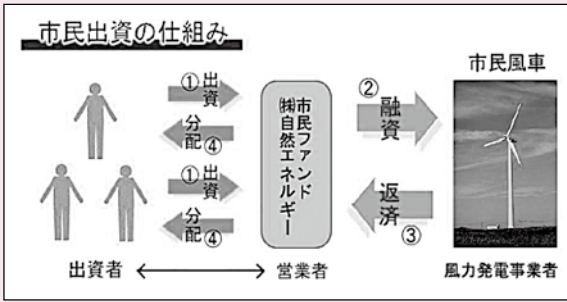 市民出資の仕組み
①出資
分配④
①出資
分配④
㈱自然エネルギー
市民ファンド
②融資
返済③
市民風車
出資者
営業者
風力発電事業者